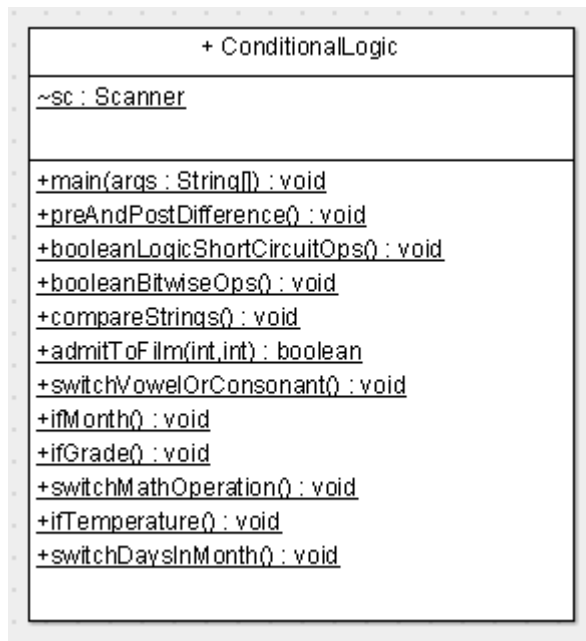 + ConditionalLogic
~sc : Scanner
+main(args : String[]) : void
+preAndPostDifference() : void
+booleanLogicShortCircuitOps() : void
+booleanBitwiseOps() : void
+compareStrings() : void
+admitToFilm(int,int) : boolean
+switchVowelOrConsonant() : void
+ifMonth() : void
+ifGrade() : void
+switchMathOperation() : void
+ifTemperature() : void
+switchDaysInMonth() : void